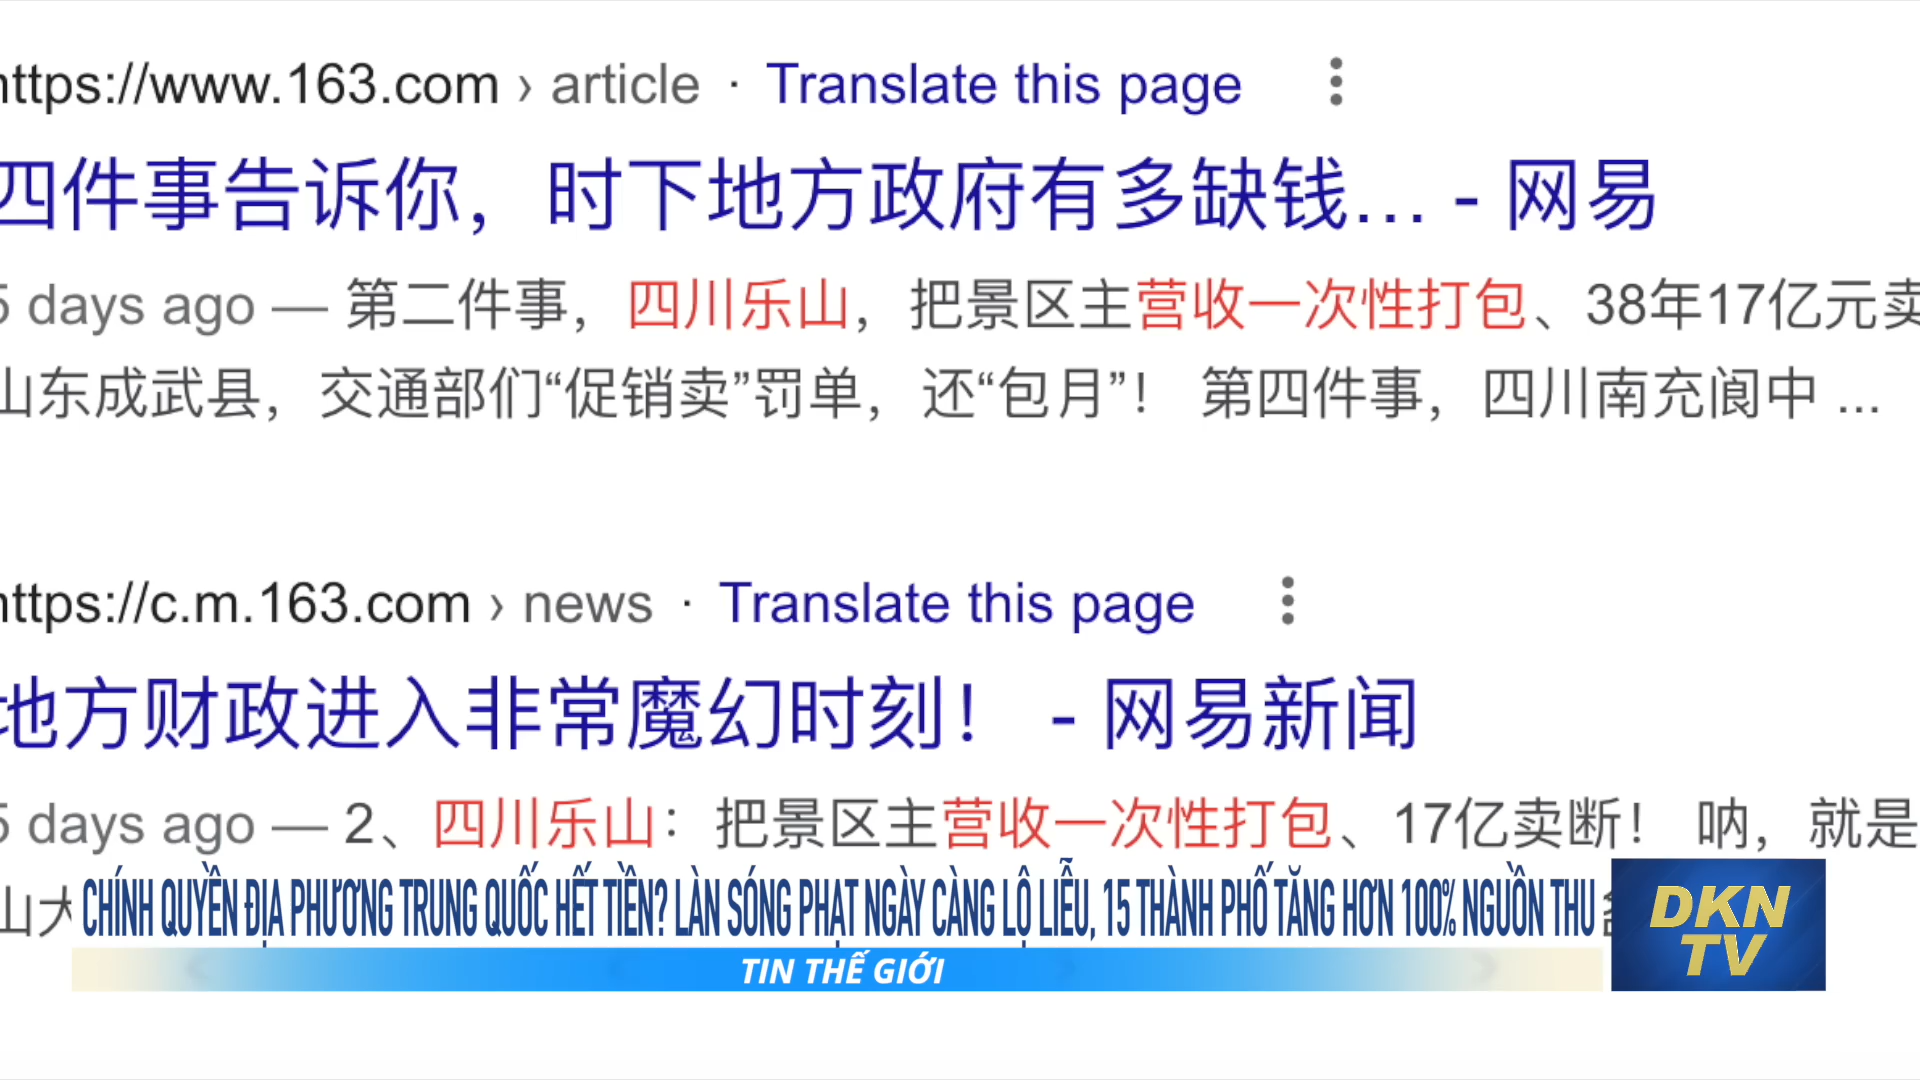 https://www.163.com › article · Translate this page
四件事告诉你，时下地方政府有多缺钱… - 网易
5 days ago — 第二件事，四川乐山，把景区主营收一次性打包、38年17亿元卖
山东成武县，交通部们“促销卖”罚单，还“包月”！ 第四件事，四川南充阆中 ...
https://c.m.163.com › news · Translate this page
地方财政进入非常魔幻时刻！ - 网易新闻
5 days ago — 2、四川乐山：把景区主营收一次性打包、17亿卖断！ 呐，就是
山大
CHÍNH QUYỀN ĐỊA PHƯƠNG TRUNG QUỐC HẾT TIỀN? LÀN SÓNG PHẠT NGÀY CÀNG LỘ LIỄU, 15 THÀNH PHỐ TĂNG HƠN 100% NGUỒN THU
TIN THẾ GIỚI
DKN
TV